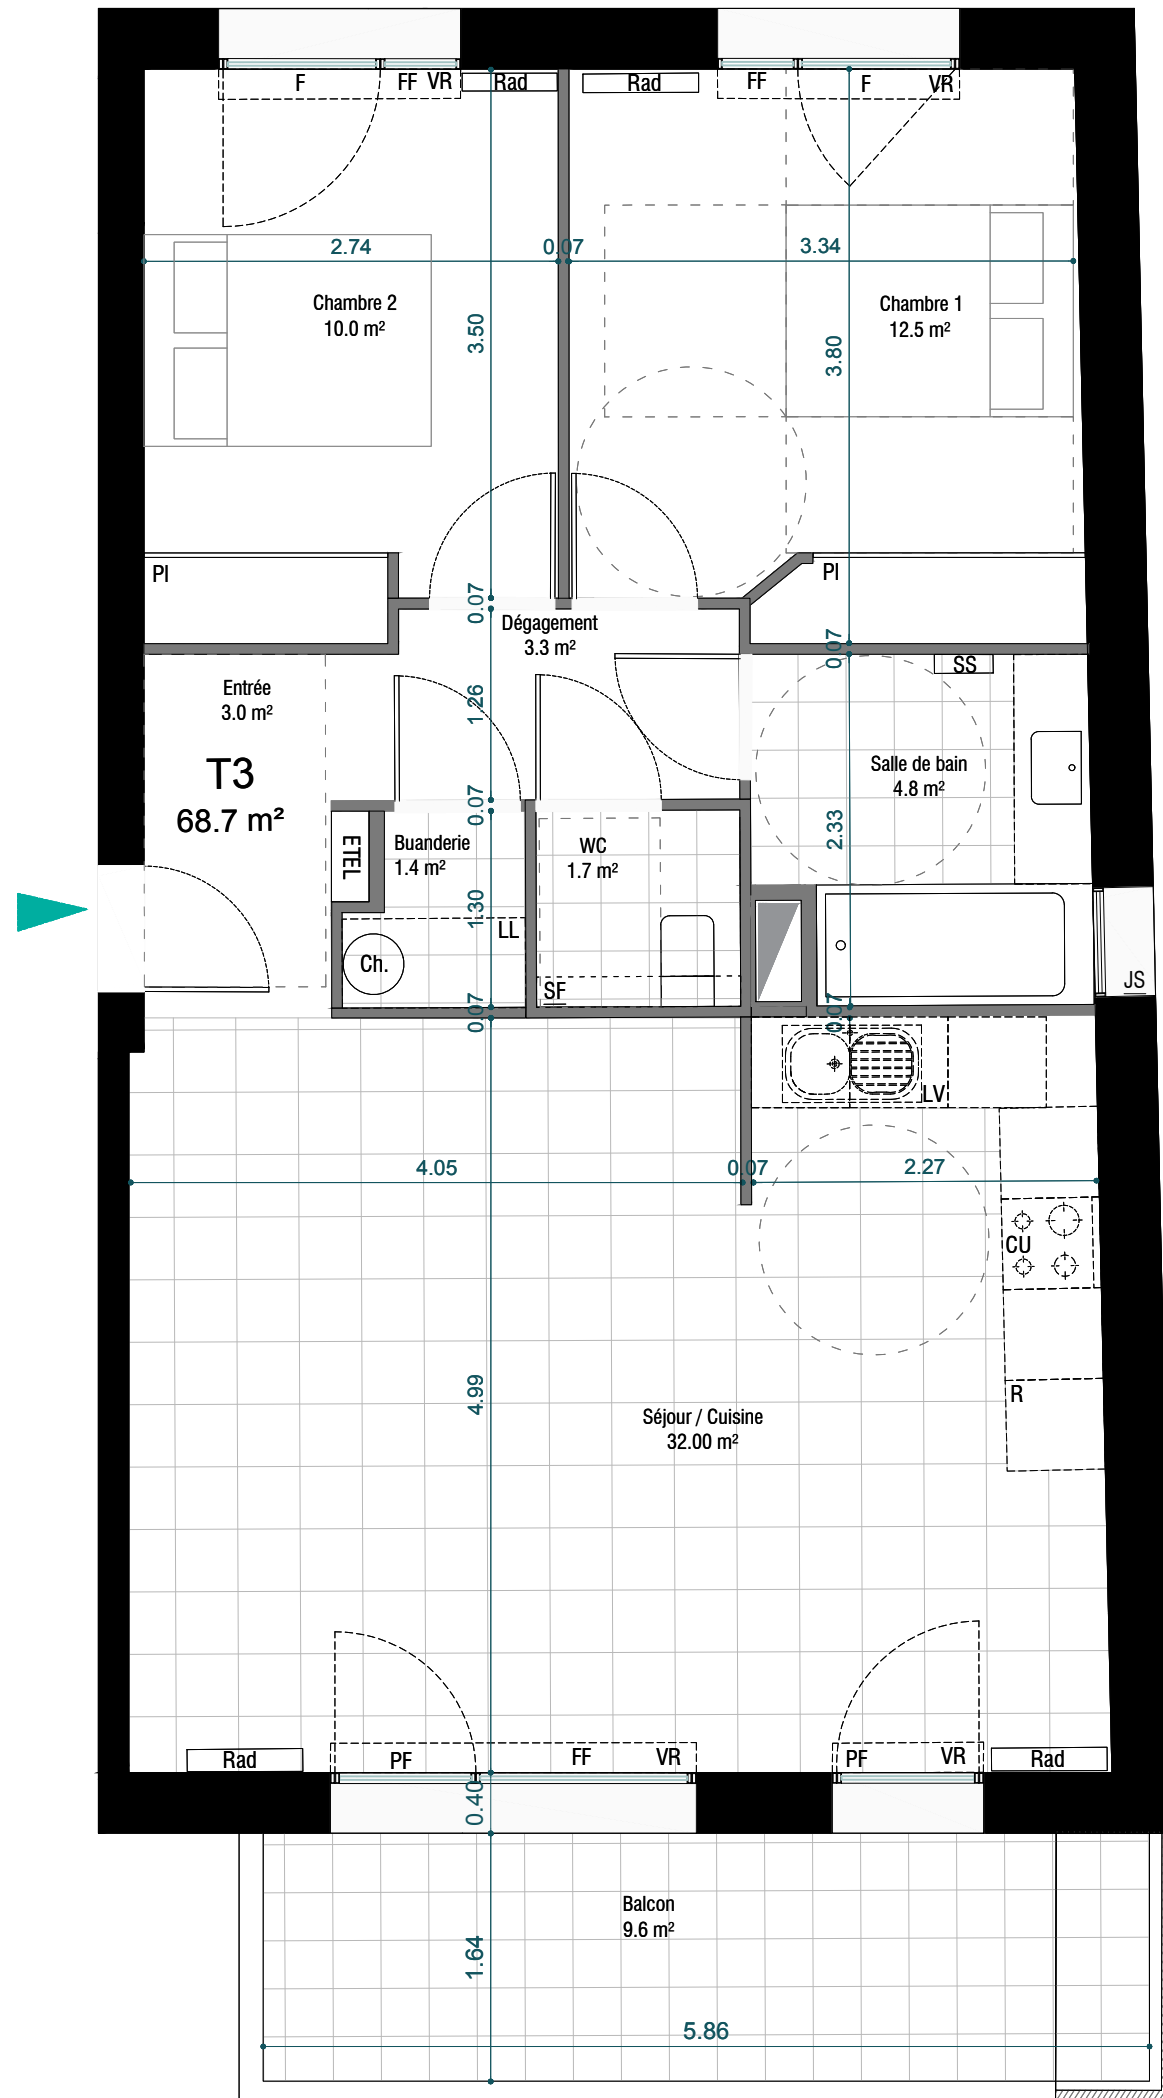 F
FF VR
Rad
Rad
FF
F
VR
2.74
0.07
3.34
Chambre 2
10.0 m²
Chambre 1
12.5 m²
3.50
3.80
PI
PI
0.07
Dégagement
3.3 m²
0.07
SS
Entrée
3.0 m²
1.26
T3
68.7 m²
Salle de bain
4.8 m²
0.07
2.33
ETEL
Buanderie
1.4 m²
WC
1.7 m²
1.30
LL
Ch.
SF
JS
0.07
0.07
LV
4.05
0.07
2.27
CU
4.99
R
Séjour / Cuisine
32.00 m²
Rad
PF
FF
VR
PF
VR
Rad
0.40
Balcon
9.6 m²
1.64
5.86